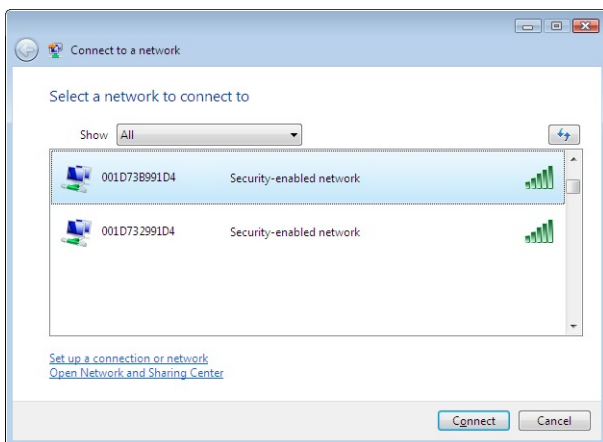 Connect to a network
Select a network to connect to
Show All
001D73B991D4 Security-enabled network
001D732991D4 Security-enabled network
Set up a connection or network
Open Network and Sharing Center
Connect Cancel